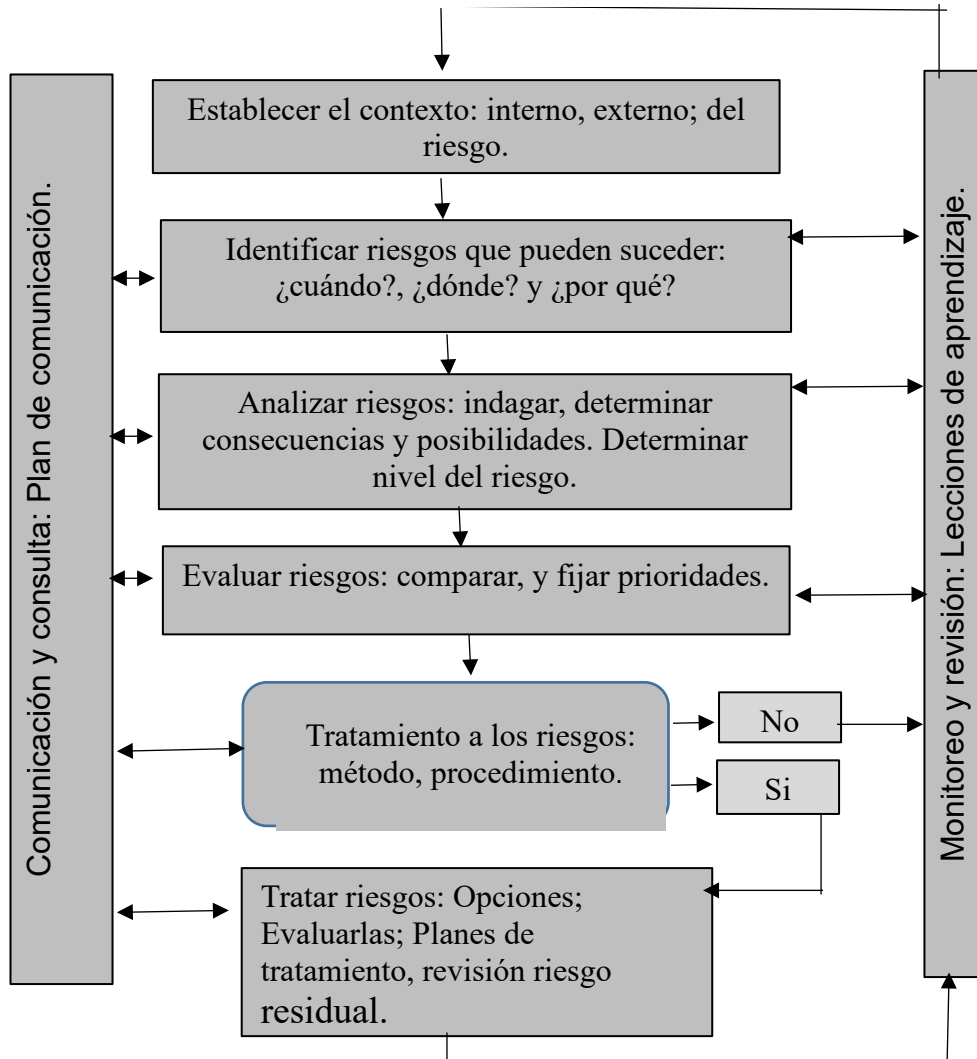 Establecer el contexto: interno, externo; del
riesgo.
Identificar riesgos que pueden suceder:
¿cuándo?, ¿dónde? y ¿por qué?
Analizar riesgos: indagar, determinar
consecuencias y posibilidades. Determinar
nivel del riesgo.
Evaluar riesgos: comparar, y fijar prioridades.
Tratamiento a los riesgos:
método, procedimiento.
No
Si
Tratar riesgos: Opciones;
Evaluarlas; Planes de
tratamiento, revisión riesgo
residual.
Comunicación y consulta: Plan de comunicación.
Monitoreo y revisión: Lecciones de aprendizaje.